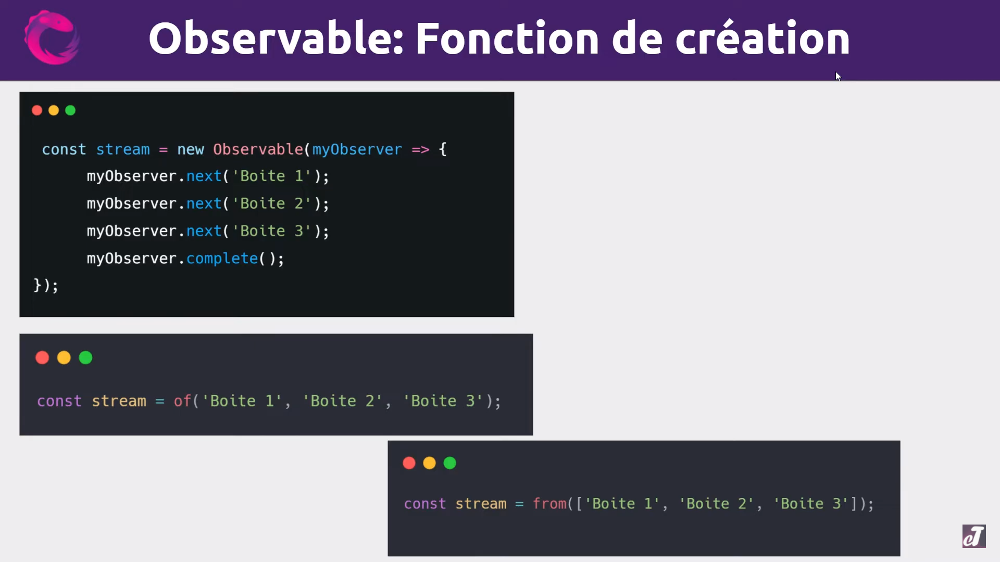 Observable: Fonction de création
const stream = new Observable(myObserver => {
myObserver.next('Boite 1');
myObserver.next('Boite 2');
myObserver.next('Boite 3');
myObserver.complete();
});
const stream = of('Boite 1', 'Boite 2', 'Boite 3');
const stream = from(['Boite 1', 'Boite 2', 'Boite 3']);
eT